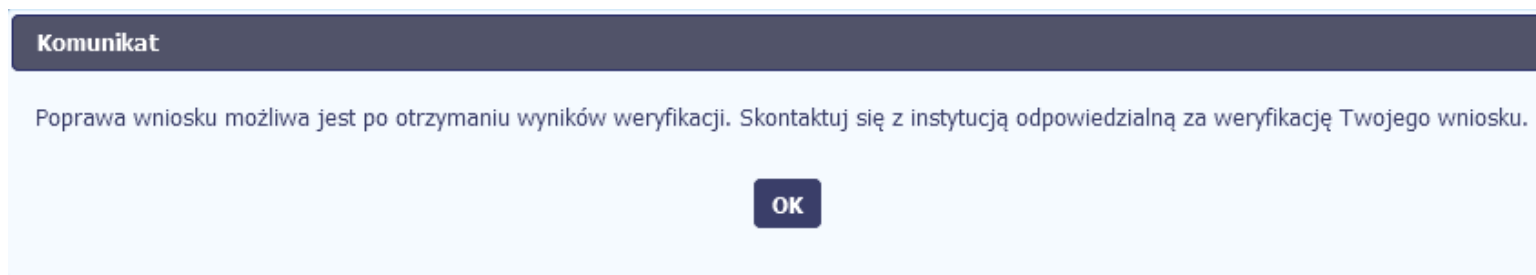 Komunikat
Poprawa wniosku możliwa jest po otrzymaniu wyników weryfikacji. Skontaktuj się z instytucją odpowiedzialną za weryfikację Twojego wniosku.
OK